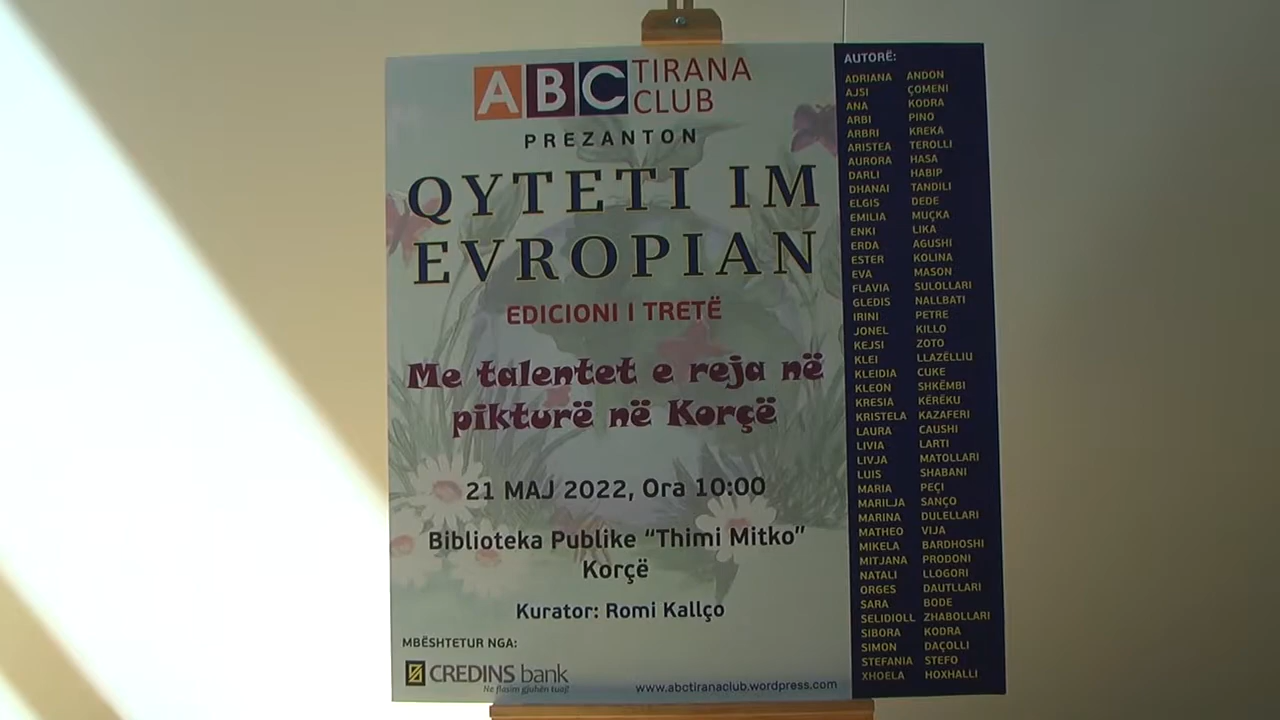 ABC TIRANA CLUB
PREZANTON
QYTETI IM
EVROPIAN
EDICIONI I TRETË
Me talentet e reja në
pikturë në Korçë
21 MAJ 2022, Ora 10:00
Biblioteka Publike “Thimi Mitko”
Korçë
Kurator: Romi Kallço
MBËSHTETUR NGA:
CREDINS bank
Ne flasim gjuhën tuaj!
www.abctiranaclub.wordpress.com
AUTORË:
ADRIANA ANDON
AJSI ÇOMENI
ANA KODRA
ARBI PINO
ARBRI KREKA
ARISTEA TEROLLI
AURORA HASA
DARLI HABIP
DHANAI TANDILI
ELGIS DEDE
EMILIA MUÇKA
ENKI LIKA
ERDA AGUSHI
ESTER KOLINA
EVA MASON
FLAVIA SULOLLARI
GLEDIS NALLBATI
IRINI PETRE
JONEL KILLO
KEJSI ZOTO
KLEI LLAZËLLIU
KLEIDIA CUKE
KLEON SHKËMBI
KRESIA KËRËKU
KRISTELA KAZAFERI
LAURA CAUSHI
LIVIA LARTI
LIVJA MATOLLARI
LUIS SHABANI
MARIA PEÇI
MARILJA SANÇO
MARINA DULELLARI
MATHEO VIJA
MIKELA BARDHOSHI
MITJANA PRODONI
NATALI LLOGORI
ORGES DAUTLLARI
SARA BODE
SELIDIOLL ZHABOLLARI
SIBORA KODRA
SIMON DAÇOLLI
STEFANIA STEFO
XHOELA HOXHALLI